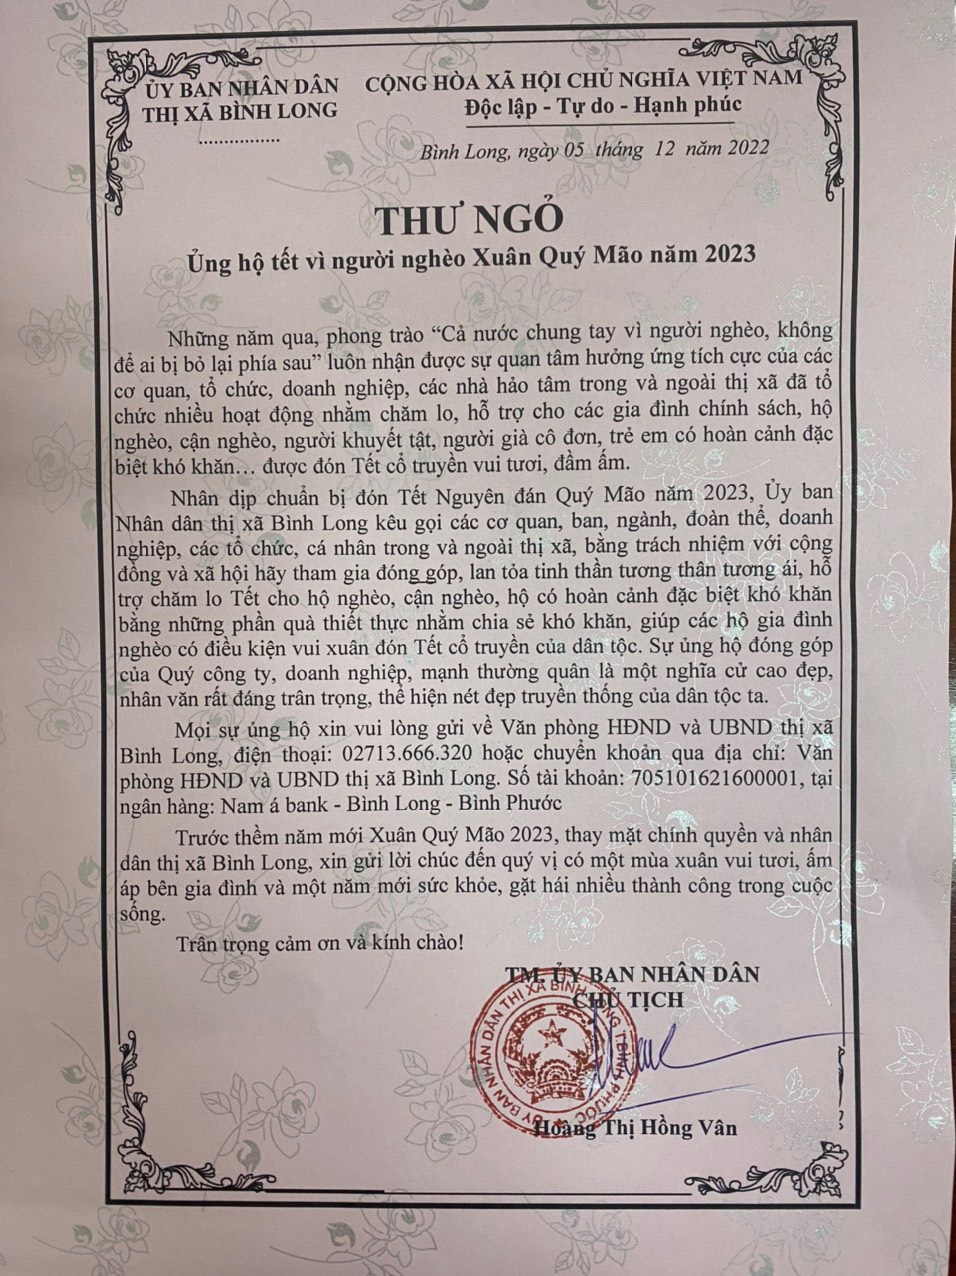 ỦY BAN NHÂN DÂN
THỊ XÃ BÌNH LONG
................
CỘNG HÒA XÃ HỘI CHỦ NGHĨA VIỆT NAM
Độc lập - Tự do - Hạnh phúc
Bình Long, ngày 05 tháng 12 năm 2022
THƯ NGỎ
Ủng hộ tết vì người nghèo Xuân Quý Mão năm 2023
Những năm qua, phong trào “Cả nước chung tay vì người nghèo, không
để ai bị bỏ lại phía sau” luôn nhận được sự quan tâm hưởng ứng tích cực của các
cơ quan, tổ chức, doanh nghiệp, các nhà hảo tâm trong và ngoài thị xã đã tổ
chức nhiều hoạt động nhằm chăm lo, hỗ trợ cho các gia đình chính sách, hộ
nghèo, cận nghèo, người khuyết tật, người già cô đơn, trẻ em có hoàn cảnh đặc
biệt khó khăn… được đón Tết cổ truyền vui tươi, đầm ấm.
Nhân dịp chuẩn bị đón Tết Nguyên đán Quý Mão năm 2023, Ủy ban
Nhân dân thị xã Bình Long kêu gọi các cơ quan, ban, ngành, đoàn thể, doanh
nghiệp, các tổ chức, cá nhân trong và ngoài thị xã, bằng trách nhiệm với cộng
đồng và xã hội hãy tham gia đóng góp, lan tỏa tinh thần tương thân tương ái, hỗ
trợ chăm lo Tết cho hộ nghèo, cận nghèo, hộ có hoàn cảnh đặc biệt khó khăn
bằng những phần quà thiết thực nhằm chia sẻ khó khăn, giúp các hộ gia đình
nghèo có điều kiện vui xuân đón Tết cổ truyền của dân tộc. Sự ủng hộ đóng góp
của Quý công ty, doanh nghiệp, mạnh thường quân là một nghĩa cử cao đẹp,
nhân văn rất đáng trân trọng, thể hiện nét đẹp truyền thống của dân tộc ta.
Mọi sự ủng hộ xin vui lòng gửi về Văn phòng HĐND và UBND thị xã
Bình Long, điện thoại: 02713.666.320 hoặc chuyển khoản qua địa chỉ: Văn
phòng HĐND và UBND thị xã Bình Long. Số tài khoản: 705101621600001, tại
ngân hàng: Nam á bank - Bình Long - Bình Phước
Trước thềm năm mới Xuân Quý Mão 2023, thay mặt chính quyền và nhân
dân thị xã Bình Long, xin gửi lời chúc đến quý vị có một mùa xuân vui tươi, ấm
áp bên gia đình và một năm mới sức khỏe, gặt hái nhiều thành công trong cuộc
sống.
Trân trọng cảm ơn và kính chào!
TM. ỦY BAN NHÂN DÂN
CHỦ TỊCH
ỦY BAN NHÂN DÂN THỊ XÃ BÌNH LONG T.BÌNH PHƯỚC
Hoàng Thị Hồng Vân